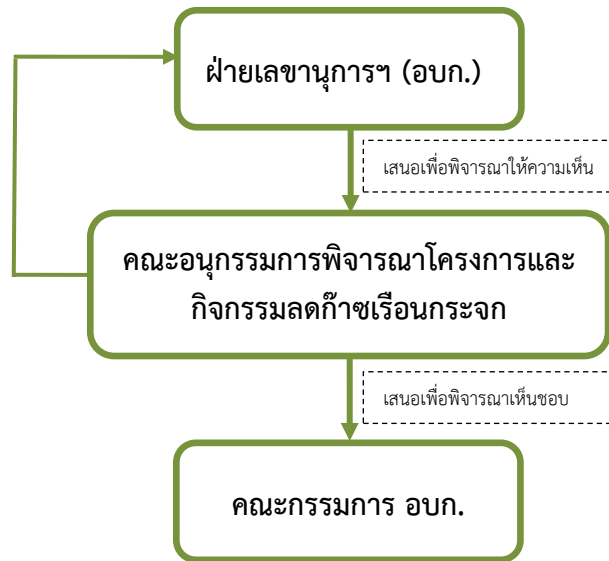 ฝ่ายเลขานุการฯ (อบก.)
เสนอเพื่อพิจารณาให้ความเห็น
คณะอนุกรรมการพิจารณาโครงการและ
กิจกรรมลดก๊าซเรือนกระจก
เสนอเพื่อพิจารณาเห็นชอบ
คณะกรรมการ อบก.